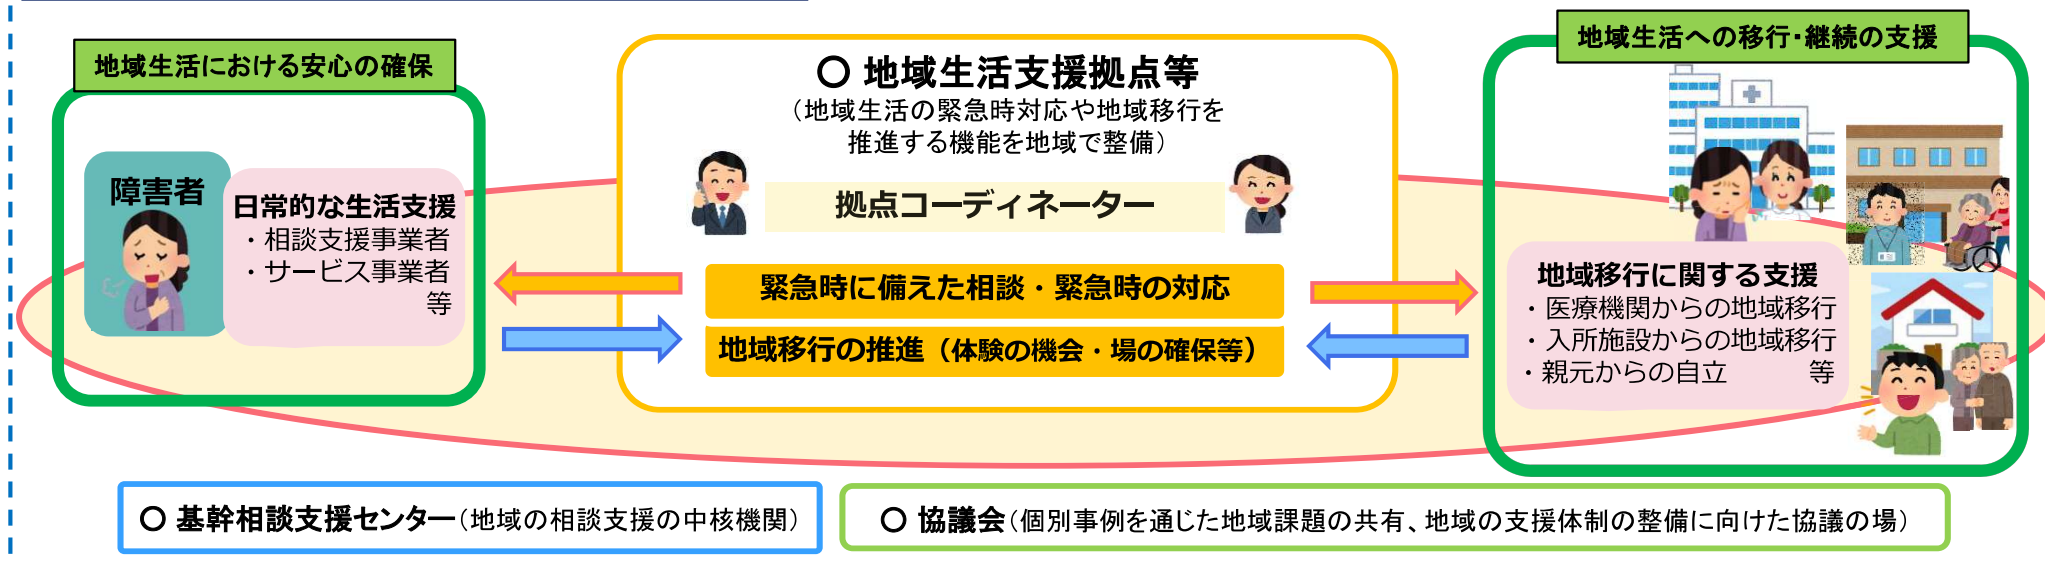 地域生活における安心の確保
障害者
日常的な生活支援
・相談支援事業者
・サービス事業者
等
〇 地域生活支援拠点等
（地域生活の緊急時対応や地域移行を
推進する機能を地域で整備）
拠点コーディネーター
緊急時に備えた相談・緊急時の対応
地域移行の推進（体験の機会・場の確保等）
地域生活への移行・継続の支援
地域移行に関する支援
・医療機関からの地域移行
・入所施設からの地域移行
・親元からの自立　　　等
〇 基幹相談支援センター（地域の相談支援の中核機関）
〇 協議会（個別事例を通じた地域課題の共有、地域の支援体制の整備に向けた協議の場）